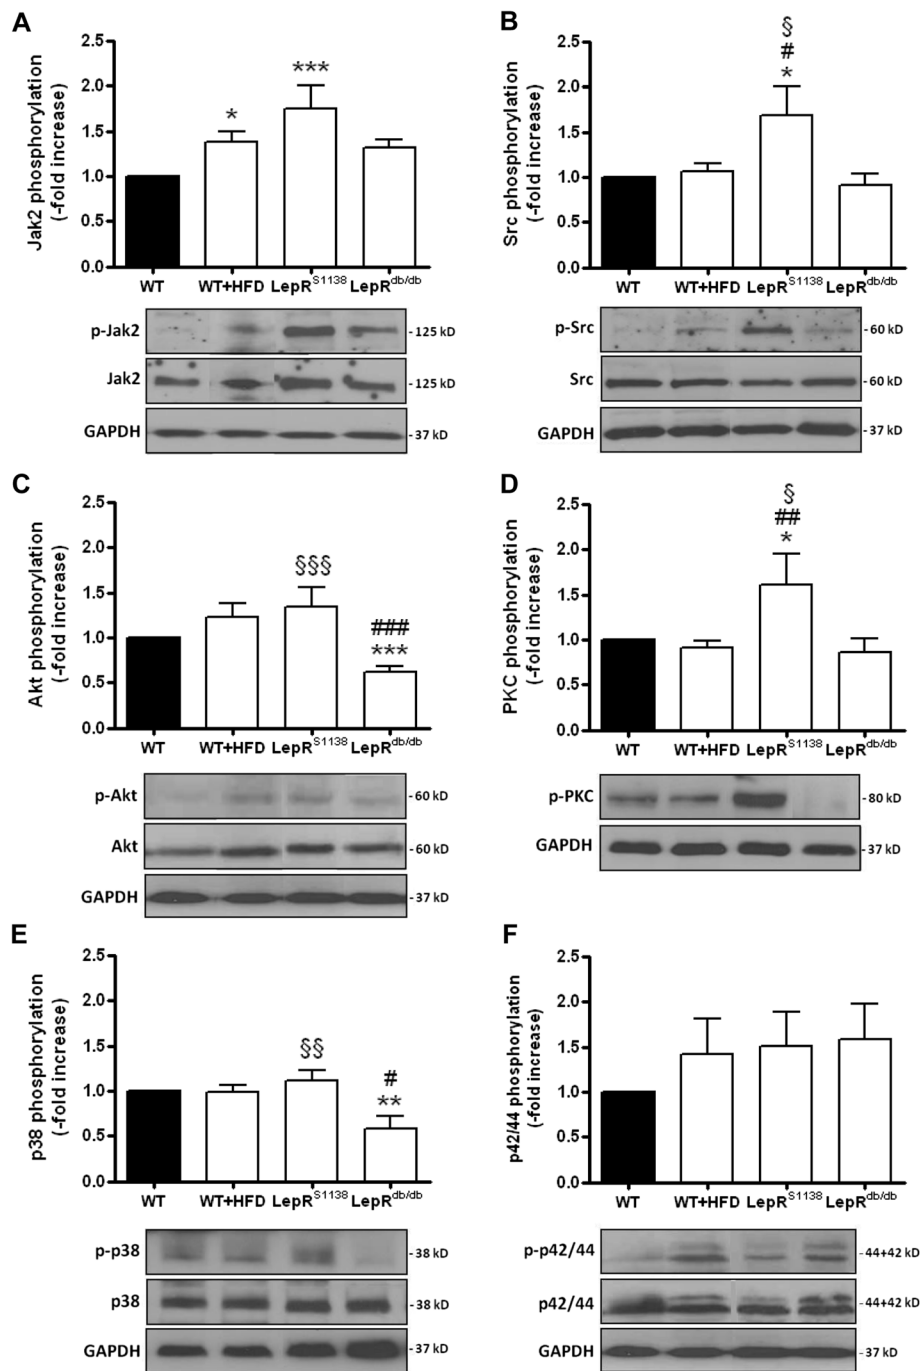 A
Jak2 phosphorylation
(-fold increase)
2.5
2.0
1.5
1.0
0.5
0.0
*
***
WT
WT+HFD
LepR^S1138
LepR^db/db
p-Jak2
- 125 kD
Jak2
- 125 kD
GAPDH
- 37 kD
B
Src phosphorylation
(-fold increase)
2.5
2.0
1.5
1.0
0.5
0.0
§
#
*
WT
WT+HFD
LepR^S1138
LepR^db/db
p-Src
- 60 kD
Src
- 60 kD
GAPDH
- 37 kD
C
Akt phosphorylation
(-fold increase)
2.5
2.0
1.5
1.0
0.5
0.0
§§§
###
***
WT
WT+HFD
LepR^S1138
LepR^db/db
p-Akt
- 60 kD
Akt
- 60 kD
GAPDH
- 37 kD
D
PKC phosphorylation
(-fold increase)
2.5
2.0
1.5
1.0
0.5
0.0
§
##
*
WT
WT+HFD
LepR^S1138
LepR^db/db
p-PKC
- 80 kD
GAPDH
- 37 kD
E
p38 phosphorylation
(-fold increase)
2.5
2.0
1.5
1.0
0.5
0.0
§§
#
**
WT
WT+HFD
LepR^S1138
LepR^db/db
p-p38
- 38 kD
p38
- 38 kD
GAPDH
- 37 kD
F
p42/44 phosphorylation
(-fold increase)
2.5
2.0
1.5
1.0
0.5
0.0
WT
WT+HFD
LepR^S1138
LepR^db/db
p-p42/44
- 44+42 kD
p42/44
- 44+42 kD
GAPDH
- 37 kD